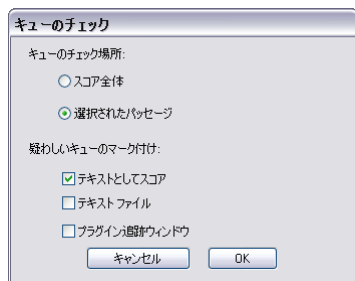 キューのチェック
キューのチェック場所:
スコア全体
選択されたパッセージ
疑わしいキューのマーク付け:
テキストとしてスコア
テキスト ファイル
プラグイン追跡ウィンドウ
キャンセル OK